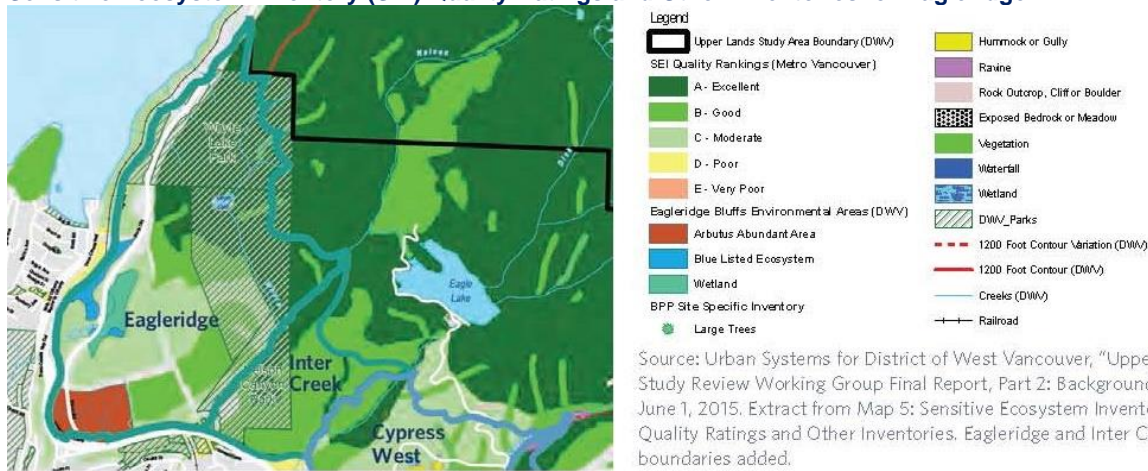 Legend
Upper Lands Study Area Boundary (DWV)
SEI Quality Rankings (Metro Vancouver)
A - Excellent
B - Good
C - Moderate
D - Poor
E - Very Poor
Eagleridge Bluffs Environmental Areas (DWV)
Arbutus Abundant Area
Blue Listed Ecosystem
Wetland
BPP Site Specific Inventory
Large Trees
Hummock or Gully
Ravine
Rock Outcrop, Cliff or Boulder
Exposed Bedrock or Meadow
Vegetation
Waterfall
Wetland
DWV_Parks
1200 Foot Contour Variation (DWV)
1200 Foot Contour (DWV)
Creeks (DWV)
Railroad
Source: Urban Systems for District of West Vancouver, "Uppe
Study Review Working Group Final Report, Part 2: Background
June 1, 2015. Extract from Map 5: Sensitive Ecosystem Invent
Quality Ratings and Other Inventories. Eagleridge and Inter C
boundaries added.
Whyte
Lake
Park
Eagle
Lake
Eagleridge
Inter
Creek
Cypress
West